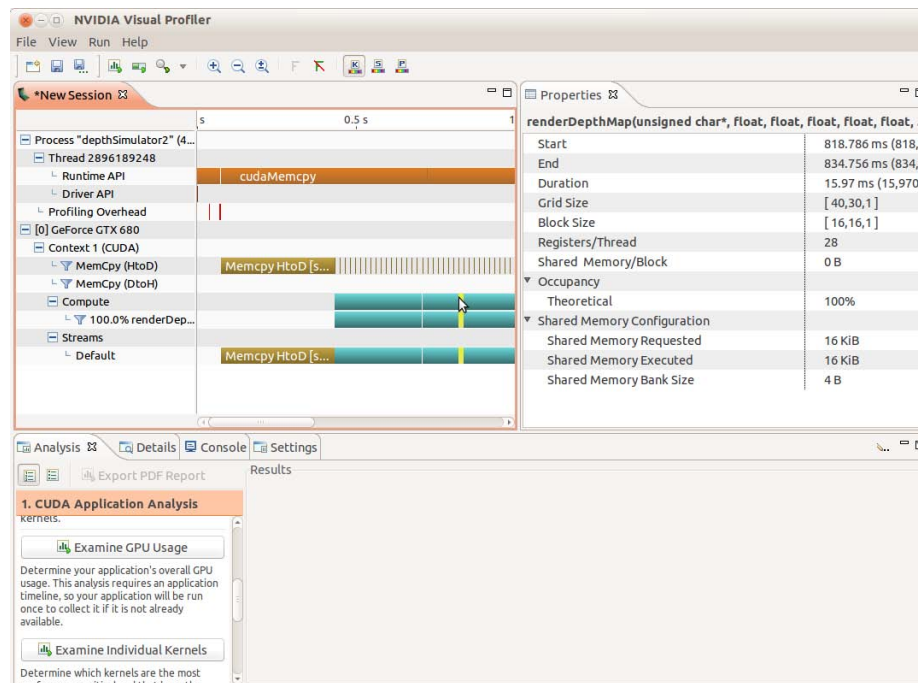 NVIDIA Visual Profiler
File View Run Help
*New Session
Properties
s 0.5 s 1
Process "depthSimulator2" (4...
Thread 2896189248
Runtime API
cudaMemcpy
Driver API
Profiling Overhead
[0] GeForce GTX 680
Context 1 (CUDA)
MemCpy (HtoD)
Memcpy HtoD [s...
MemCpy (DtoH)
Compute
100.0% renderDep...
Streams
Default
Memcpy HtoD [s...
renderDepthMap(unsigned char*, float, float, float, float, float, .
Start 818.786 ms (818,
End 834.756 ms (834,
Duration 15.97 ms (15,970
Grid Size [ 40,30,1 ]
Block Size [ 16,16,1 ]
Registers/Thread 28
Shared Memory/Block 0 B
Occupancy
Theoretical 100%
Shared Memory Configuration
Shared Memory Requested 16 KiB
Shared Memory Executed 16 KiB
Shared Memory Bank Size 4 B
Analysis Details Console Settings
Export PDF Report
Results
1. CUDA Application Analysis
kernels.
Examine GPU Usage
Determine your application's overall GPU
usage. This analysis requires an application
timeline, so your application will be run
once to collect it if it is not already
available.
Examine Individual Kernels
Determine which kernels are the most